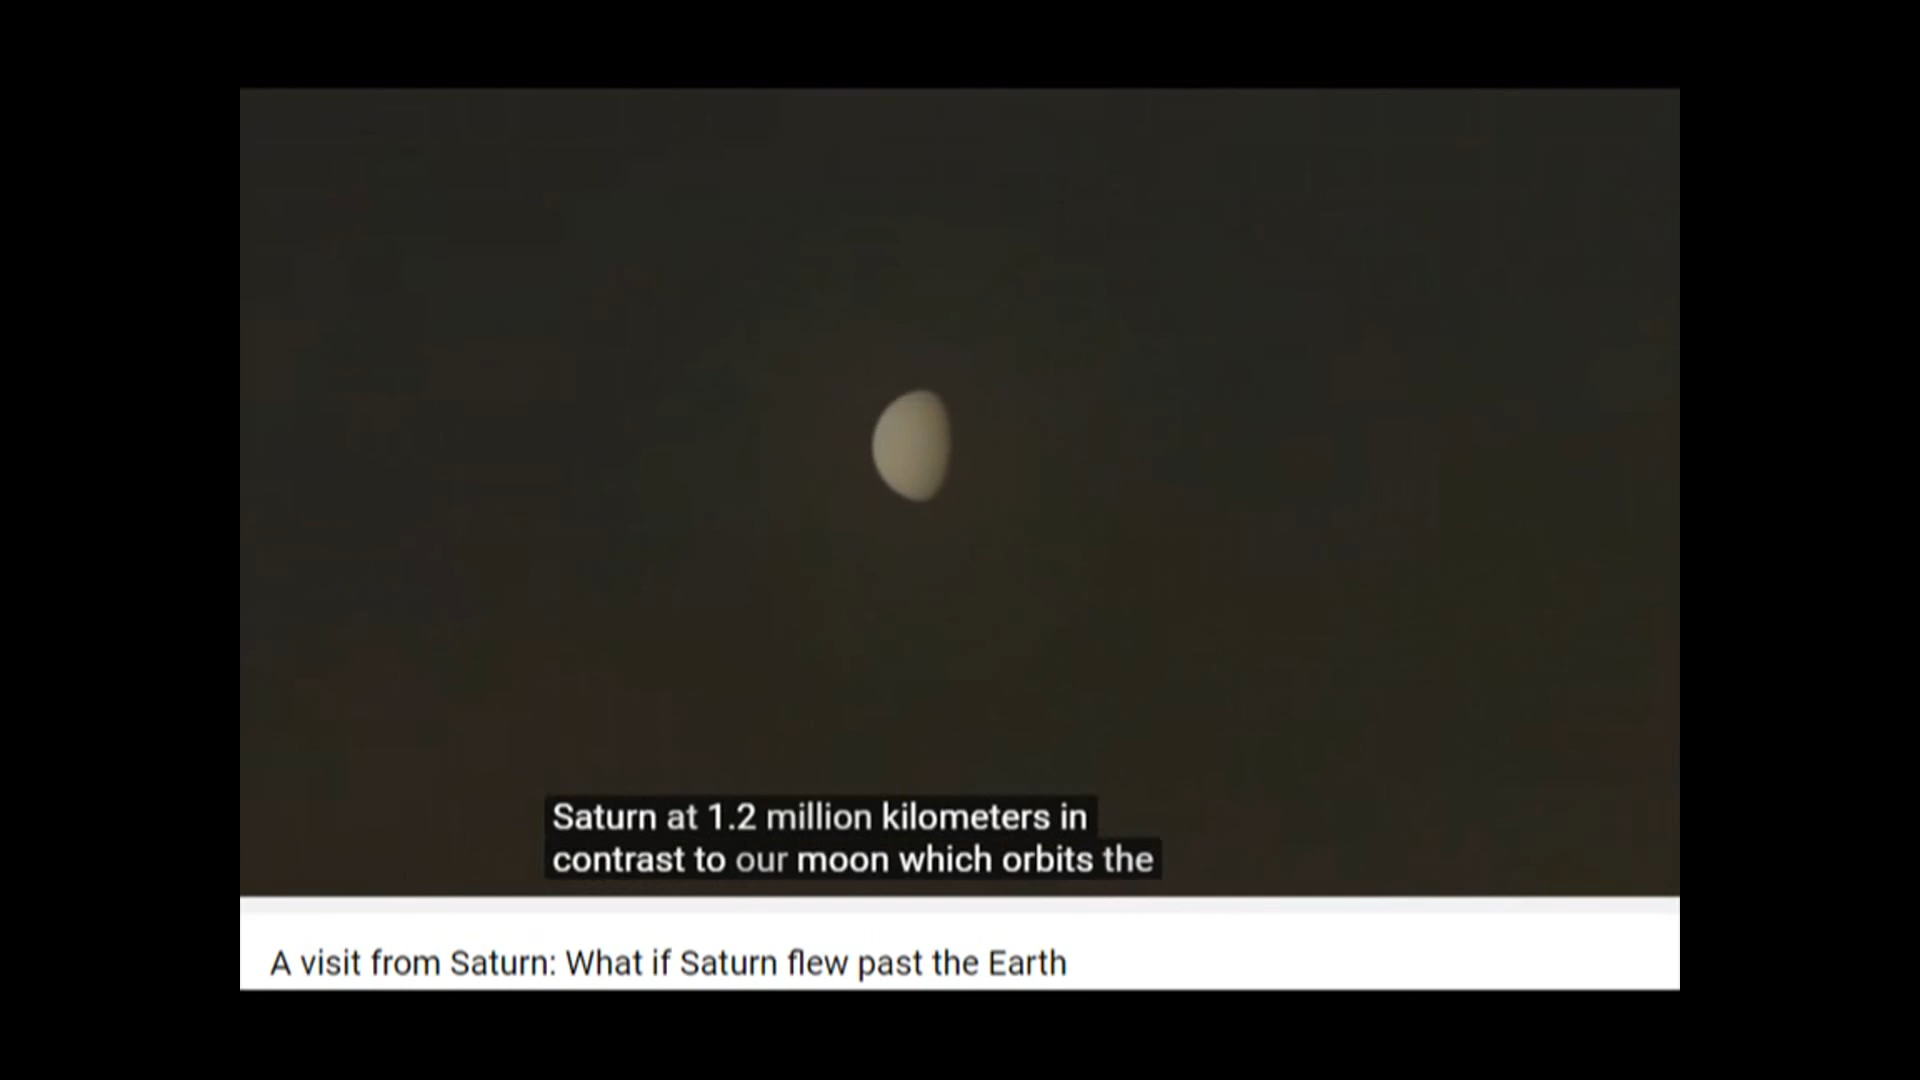 Saturn at 1.2 million kilometers in
contrast to our moon which orbits the
A visit from Saturn: What if Saturn flew past the Earth